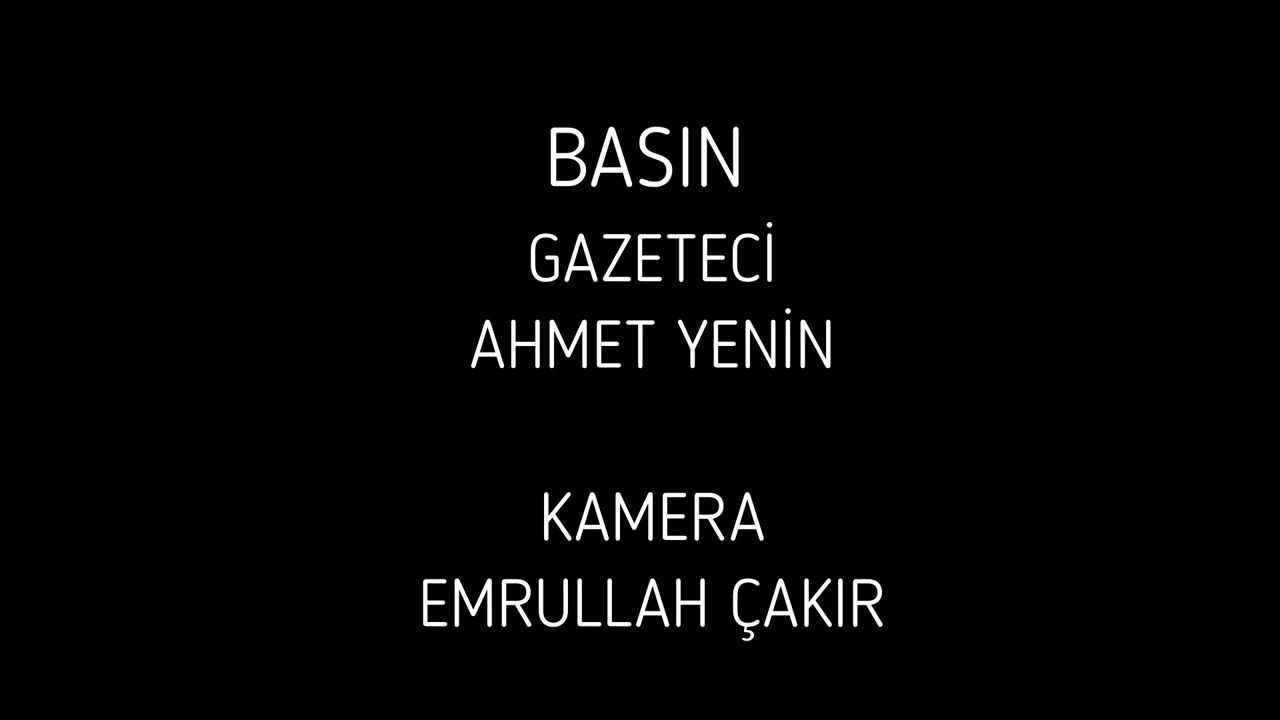 BASIN
GAZETECİ
AHMET YENİN
KAMERA
EMRULLAH ÇAKIR